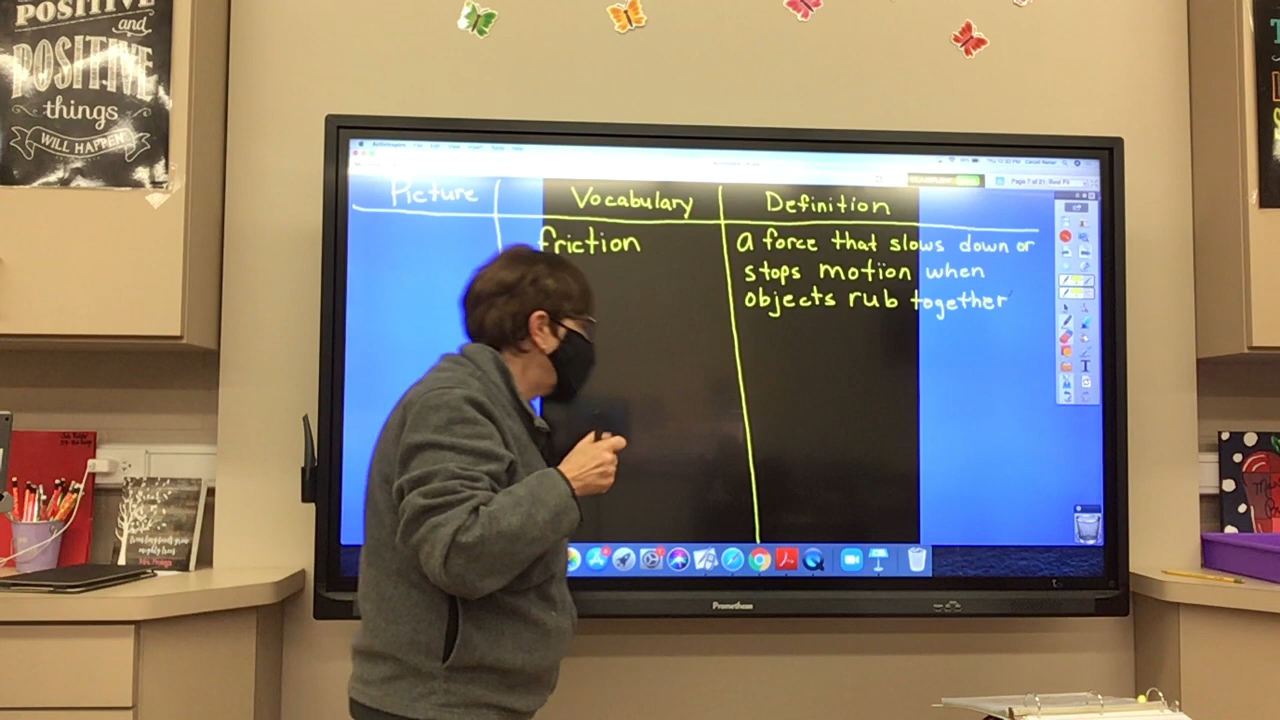 POSITIVE
and
POSITIVE
things
WILL HAPPEN
Picture Vocabulary Definition
friction a force that slows down or
stops motion when
objects rub together
Promethean